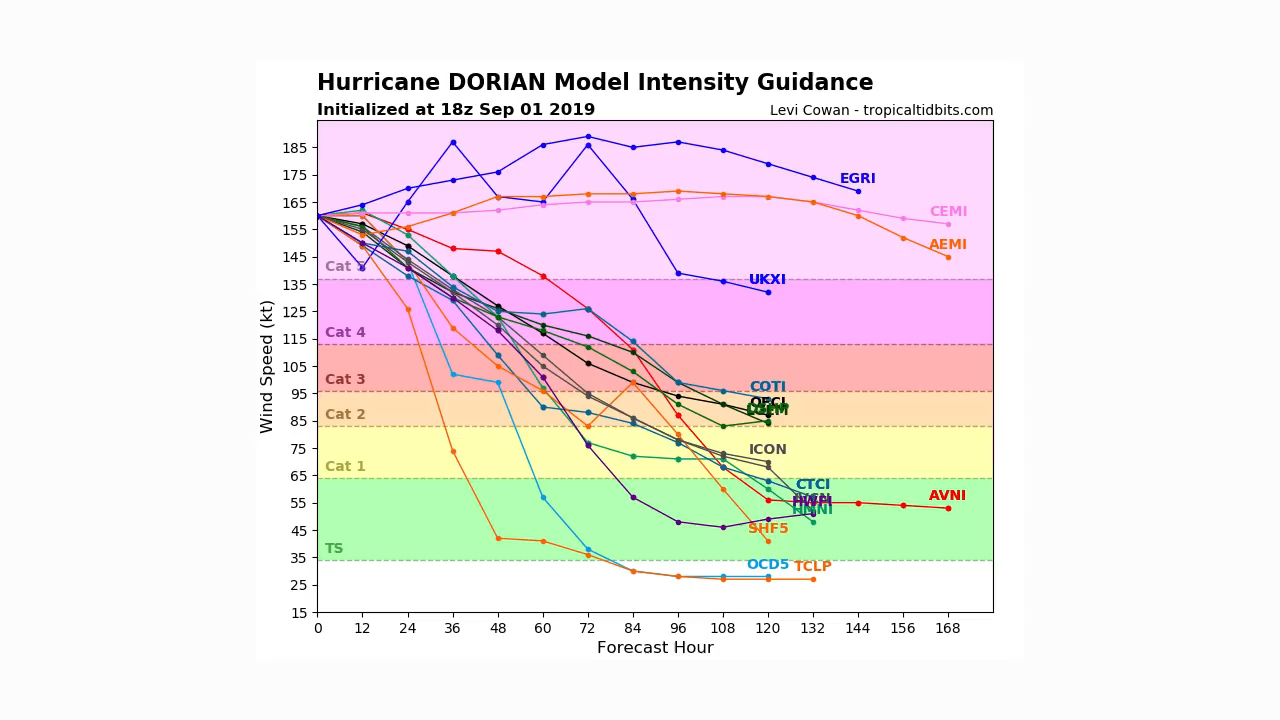 Hurricane DORIAN Model Intensity Guidance
Initialized at 18z Sep 01 2019
Levi Cowan - tropicaltidbits.com
185
175
165
155
145
135
125
115
105
95
85
75
65
55
45
35
25
15
Wind Speed (kt)
Cat 5
Cat 4
Cat 3
Cat 2
Cat 1
TS
EGRI
CEMI
AEMI
UKXI
COTI
OFCI
ICON
CTCI
HWFI
HMNI
AVNI
SHF5
OCD5
TCLP
0 12 24 36 48 60 72 84 96 108 120 132 144 156 168
Forecast Hour